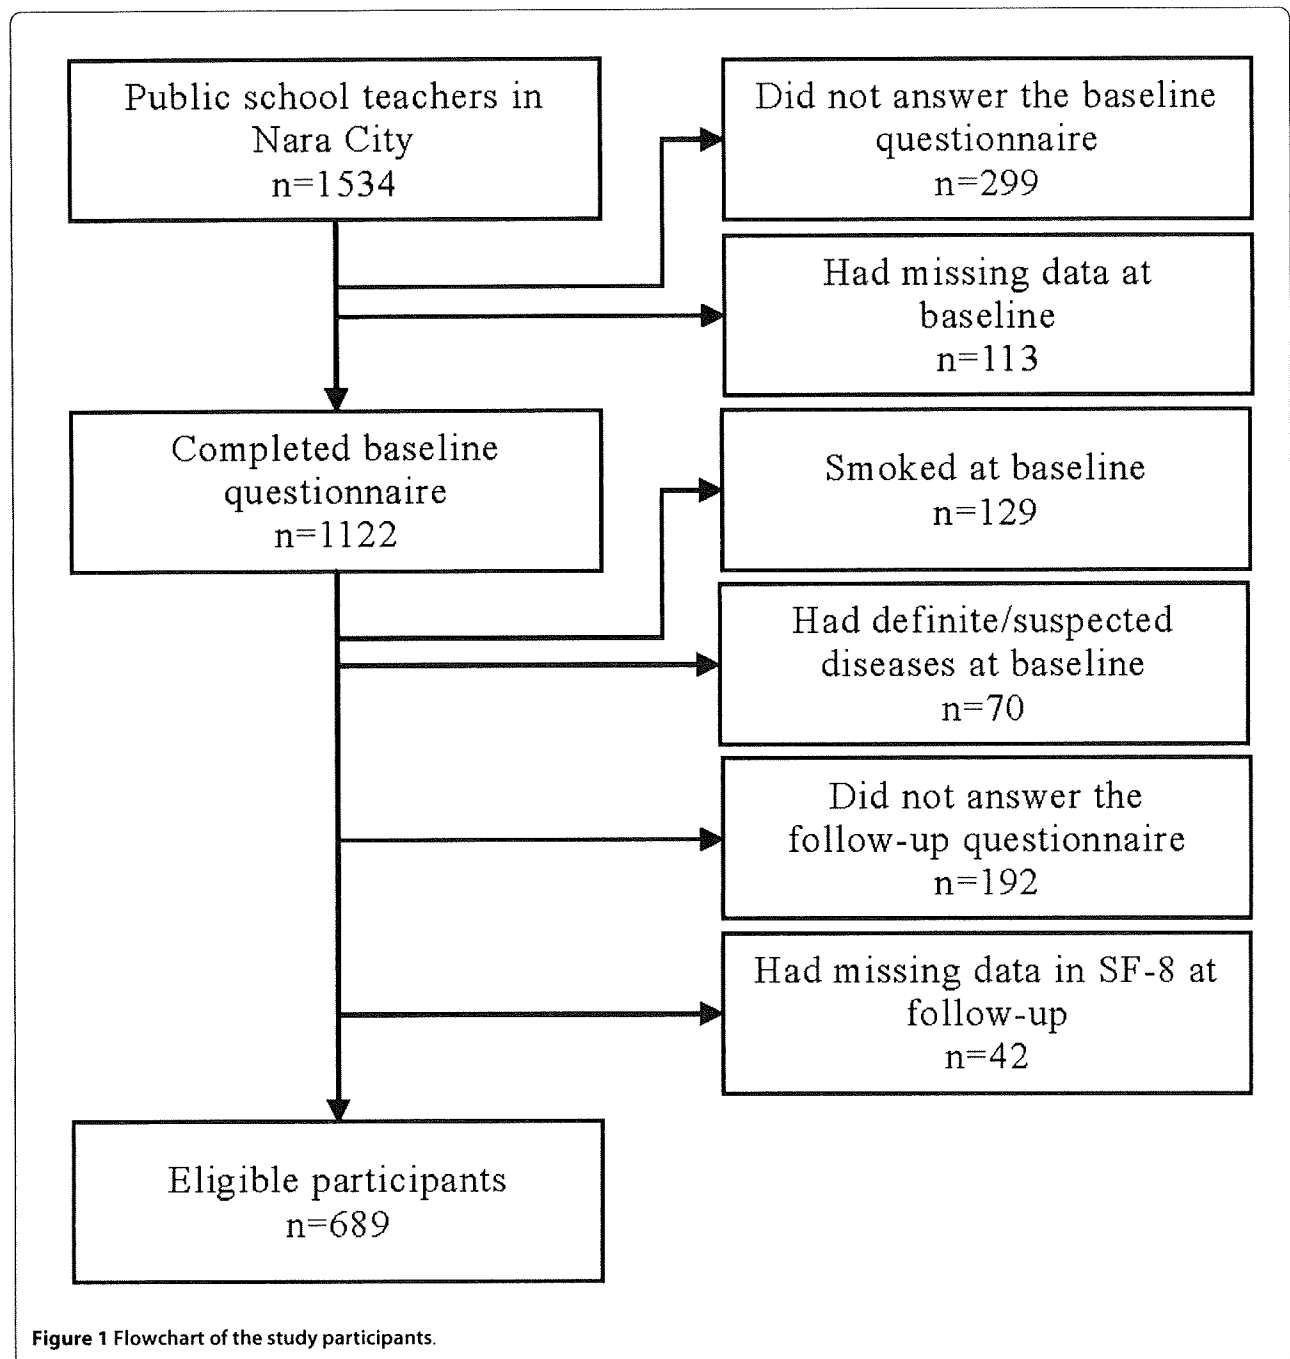 Public school teachers in
Nara City
n=1534
Did not answer the baseline
questionnaire
n=299
Had missing data at
baseline
n=113
Completed baseline
questionnaire
n=1122
Smoked at baseline
n=129
Had definite/suspected
diseases at baseline
n=70
Did not answer the
follow-up questionnaire
n=192
Had missing data in SF-8 at
follow-up
n=42
Eligible participants
n=689
Figure 1 Flowchart of the study participants.